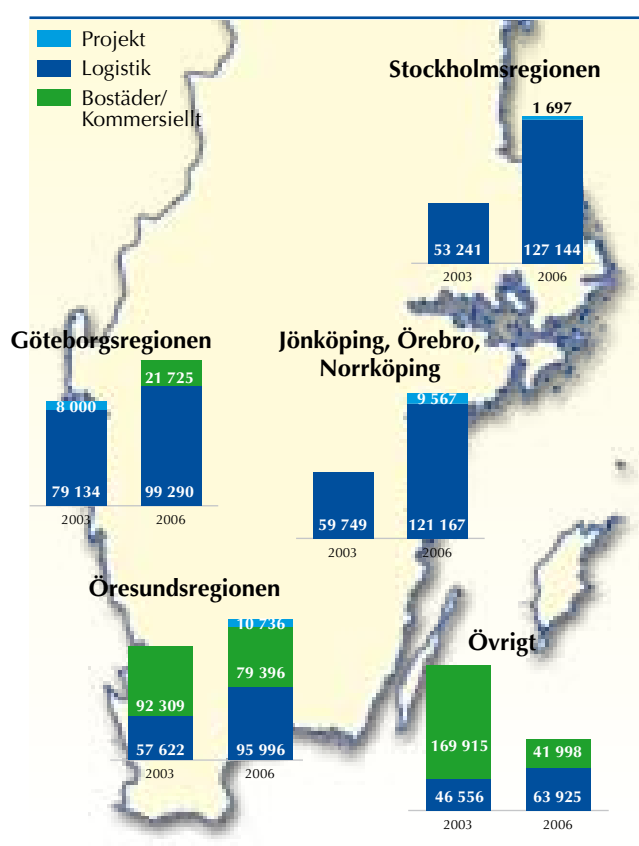 Projekt
Logistik
Bostäder/
Kommersiellt
Stockholmsregionen
1 697
53 241
127 144
2003
2006
Göteborgsregionen
21 725
8 000
79 134
99 290
2003
2006
Jönköping, Örebro,
Norrköping
9 567
59 749
121 167
2003
2006
Öresundsregionen
10 736
79 396
92 309
57 622
95 996
2003
2006
Övrigt
169 915
41 998
46 556
63 925
2003
2006